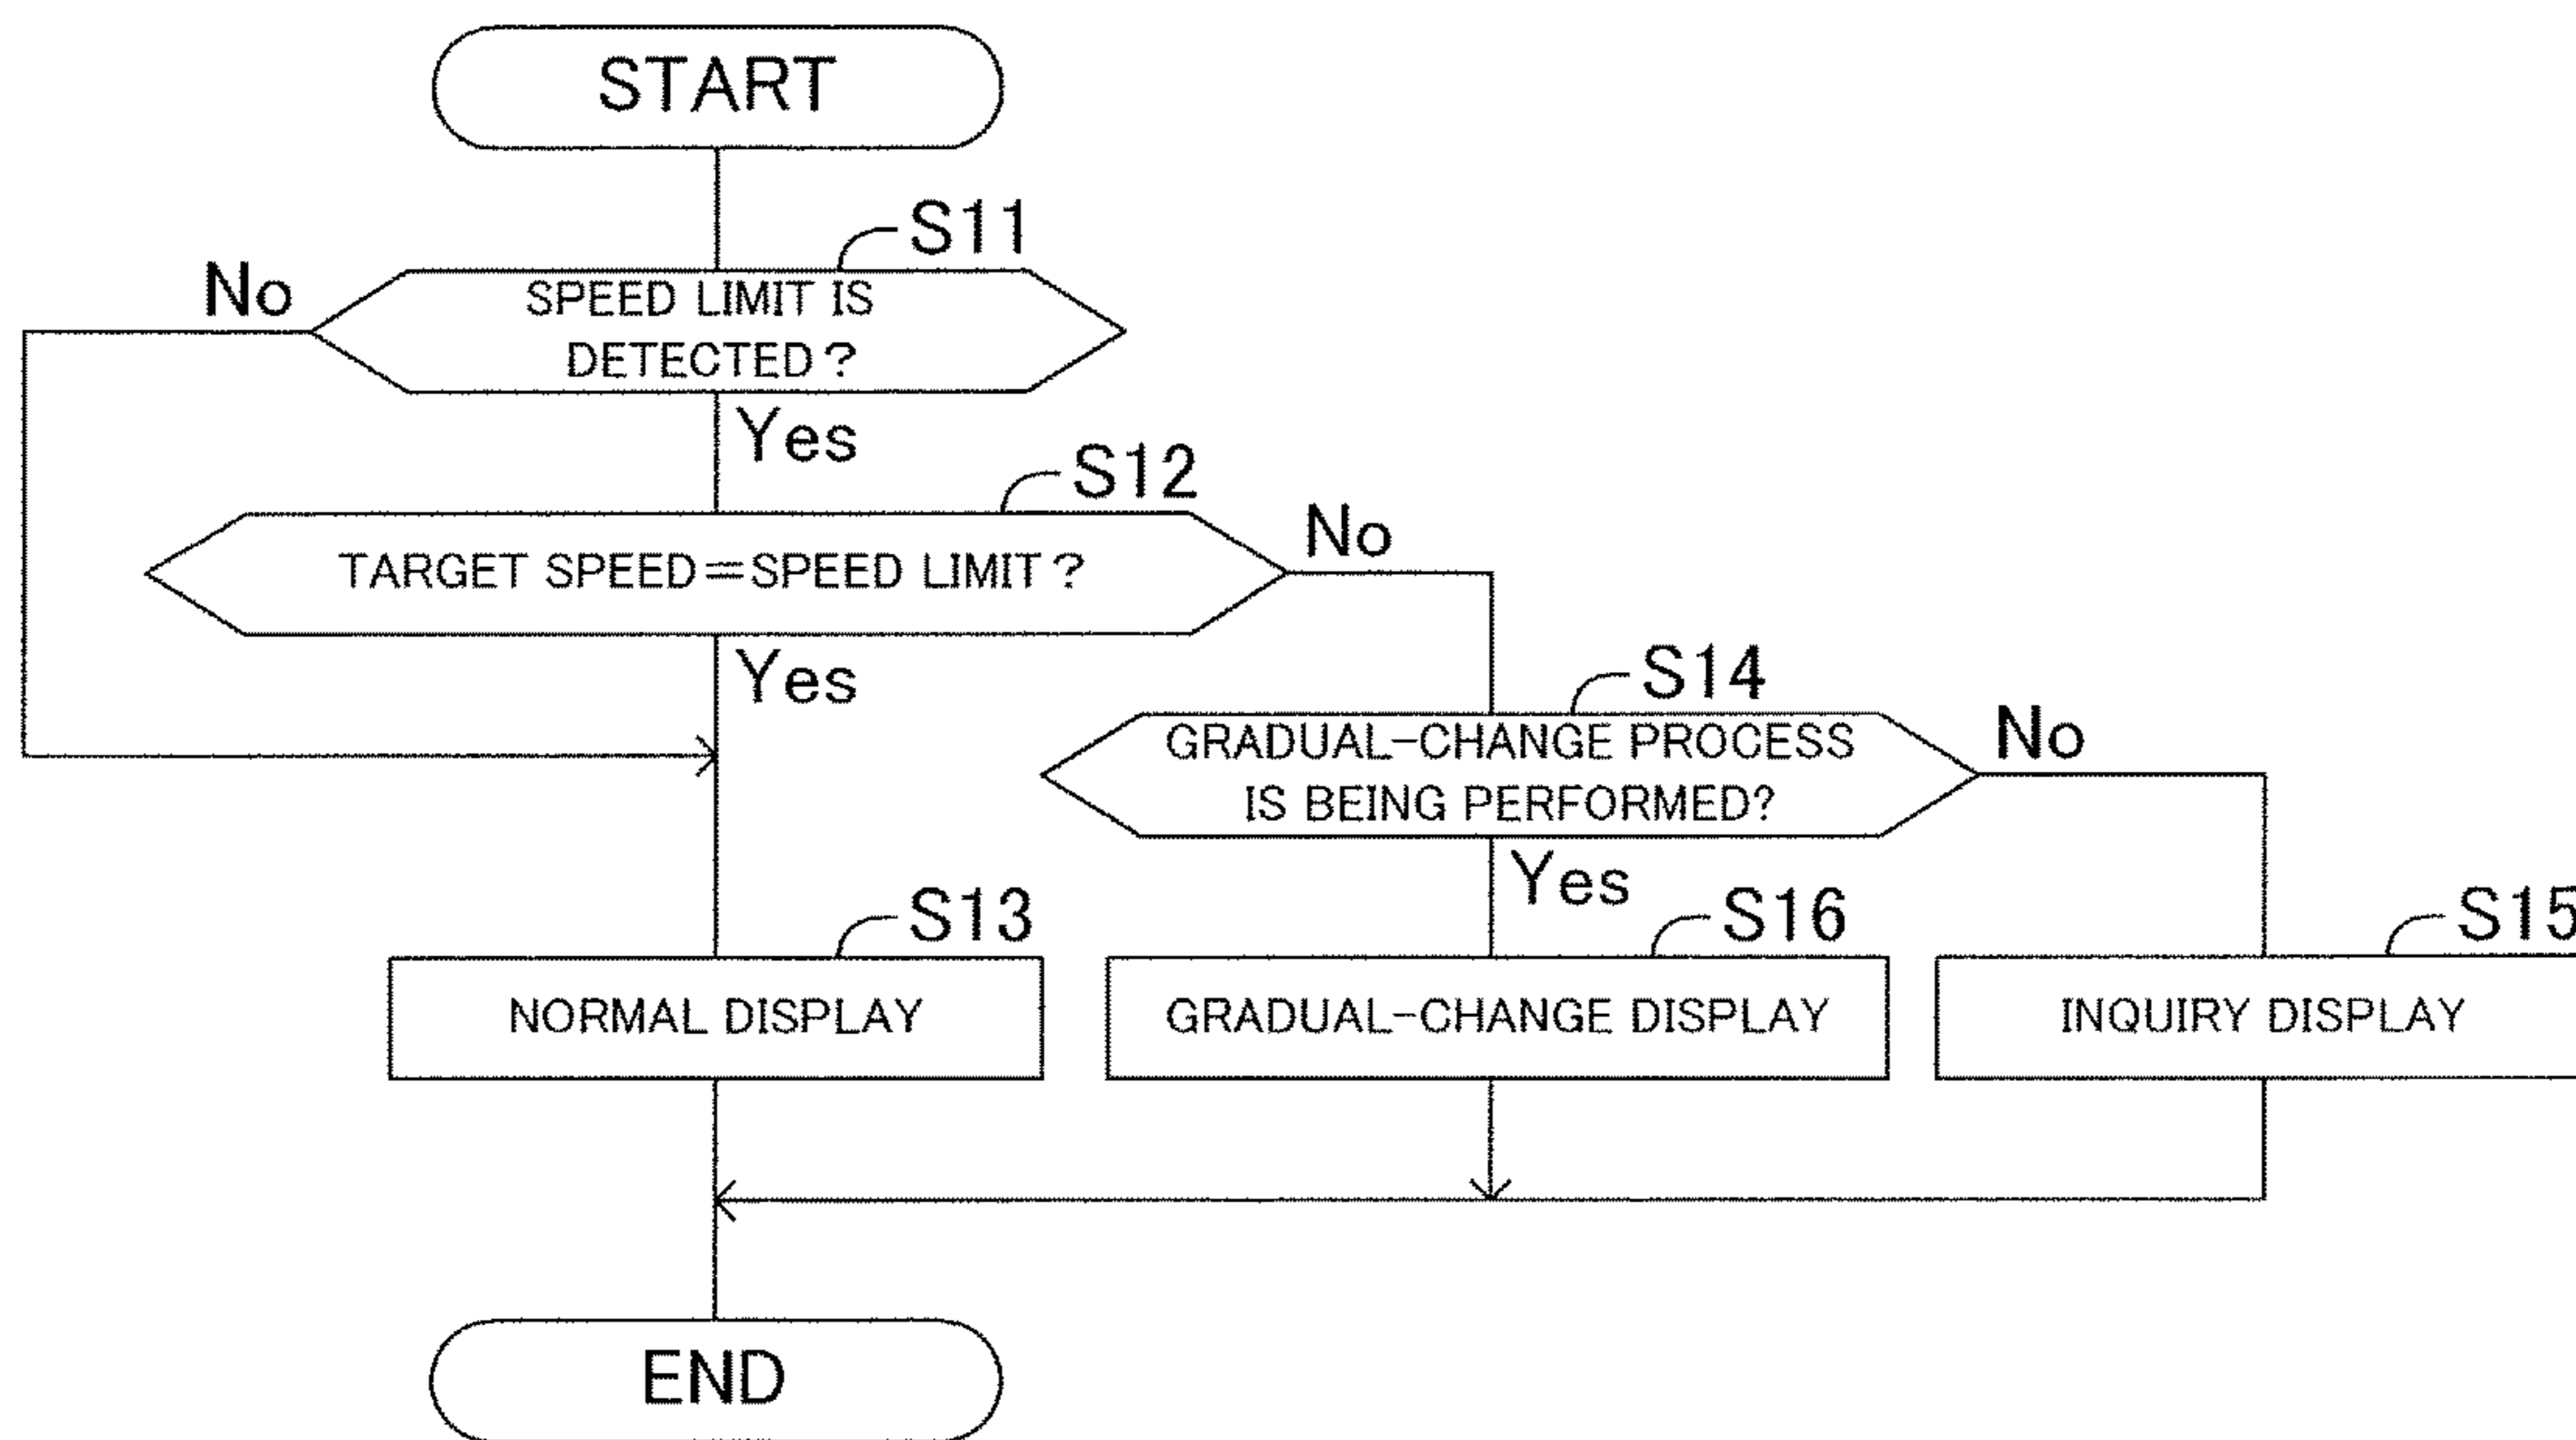 START
S11
No
SPEED LIMIT IS
DETECTED?
Yes
S12
No
TARGET SPEED=SPEED LIMIT?
Yes
S14
No
GRADUAL-CHANGE PROCESS
IS BEING PERFORMED?
Yes
S13
S16
S15
NORMAL DISPLAY
GRADUAL-CHANGE DISPLAY
INQUIRY DISPLAY
END